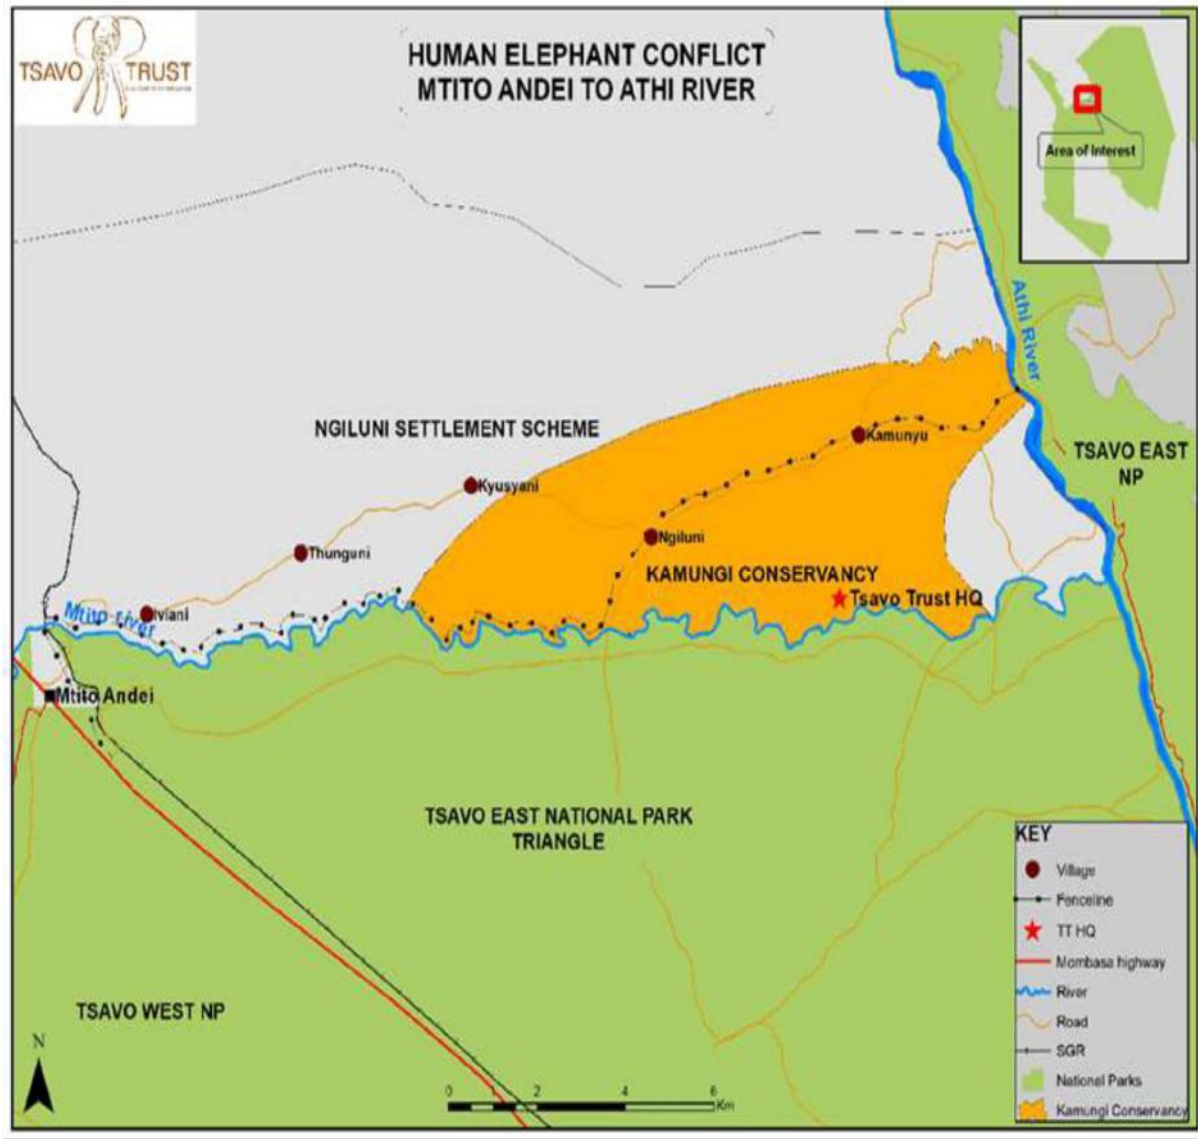 TSAVO TRUST
HUMAN ELEPHANT CONFLICT
MTITO ANDEI TO ATHI RIVER
Area of Interest
Athi River
NGILUNI SETTLEMENT SCHEME
Kamunyu
TSAVO EAST
NP
Kyusyani
Ngiluni
Thunguni
KAMUNGI CONSERVANCY
Tsavo Trust HQ
Mtito river
Iviani
Mtito Andei
TSAVO EAST NATIONAL PARK
TRIANGLE
TSAVO WEST NP
N
0 2 4 6
Km
KEY
Village
Fenceline
TT HQ
Mombasa highway
River
Road
SGR
National Parks
Kamungi Conservancy